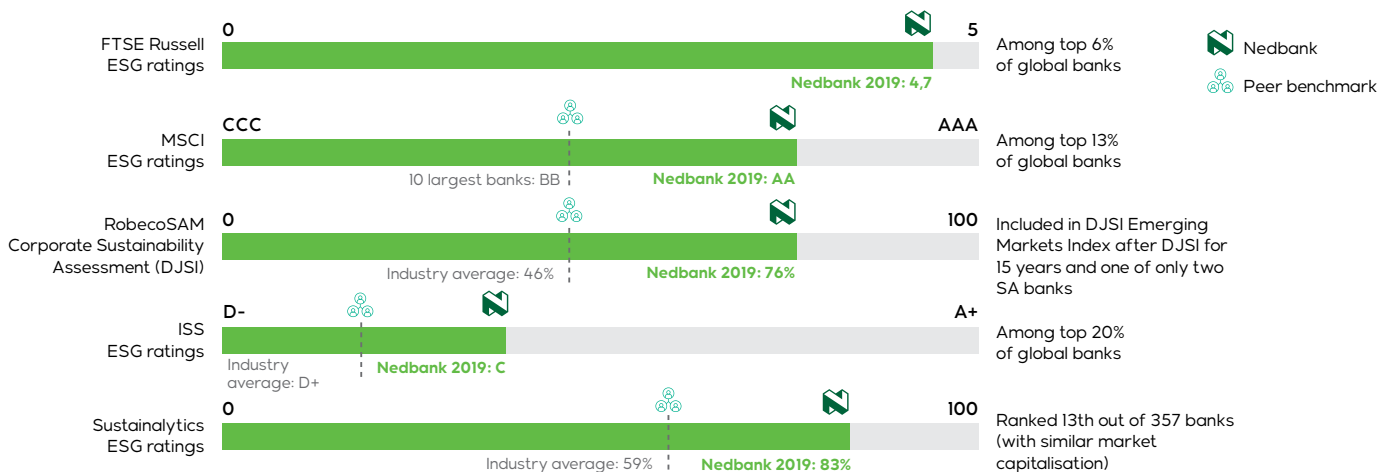 0
5
FTSE Russell
ESG ratings
Nedbank 2019: 4,7
Among top 6%
of global banks
Nedbank
Peer benchmark
CCC
AAA
MSCI
ESG ratings
10 largest banks: BB
Nedbank 2019: AA
Among top 13%
of global banks
0
100
RobecoSAM
Corporate Sustainability
Assessment (DJSI)
Industry average: 46%
Nedbank 2019: 76%
Included in DJSI Emerging
Markets Index after DJSI for
15 years and one of only two
SA banks
D-
A+
ISS
ESG ratings
Industry
average: D+
Nedbank 2019: C
Among top 20%
of global banks
0
100
Sustainalytics
ESG ratings
Industry average: 59%
Nedbank 2019: 83%
Ranked 13th out of 357 banks
(with similar market
capitalisation)